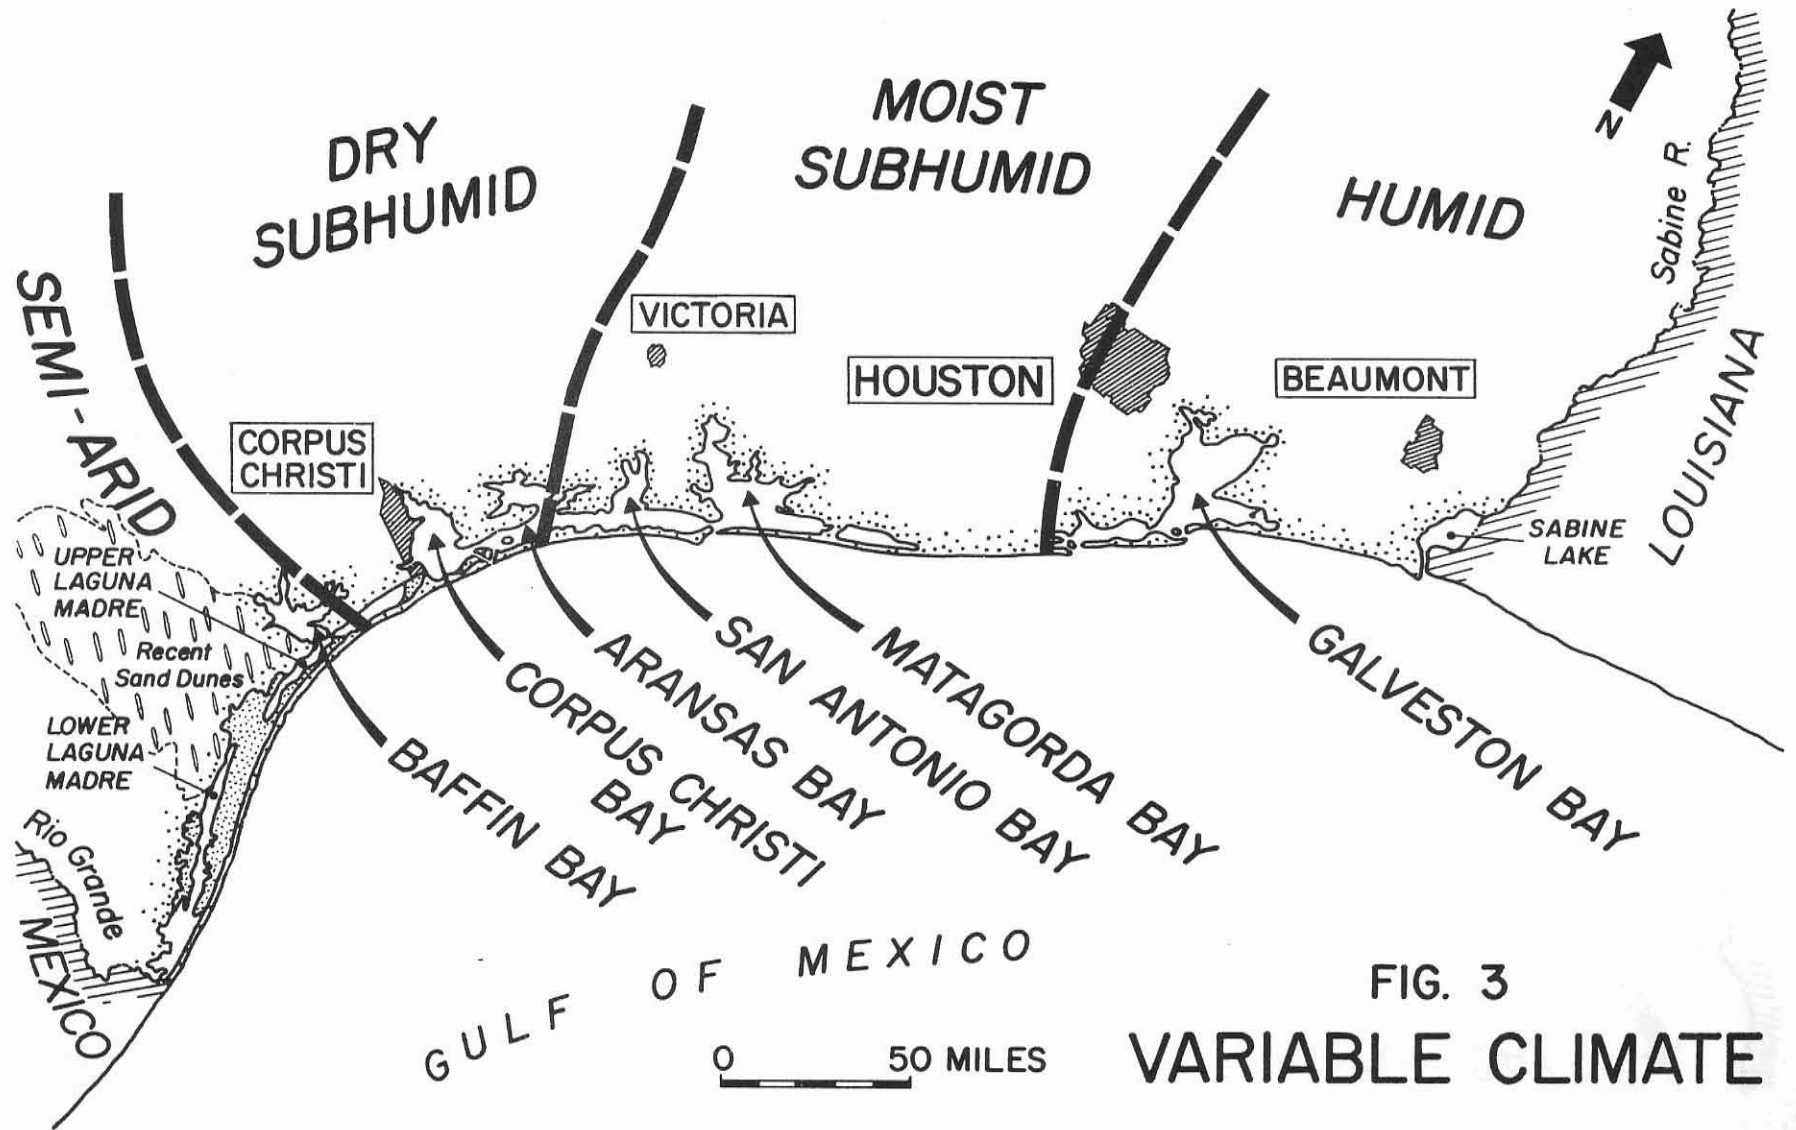 DRY
SUBHUMID
MOIST
SUBHUMID
HUMID
N
Sabine R.
SEMI-ARID
VICTORIA
HOUSTON
BEAUMONT
LOUISIANA
CORPUS
CHRISTI
SABINE
LAKE
UPPER
LAGUNA
MADRE
Recent
Sand Dunes
LOWER
LAGUNA
MADRE
Rio Grande
MEXICO
BAFFIN BAY
CORPUS CHRISTI
BAY
ARANSAS BAY
SAN ANTONIO BAY
MATAGORDA BAY
GALVESTON BAY
GULF OF MEXICO
0 50 MILES
FIG. 3
VARIABLE CLIMATE